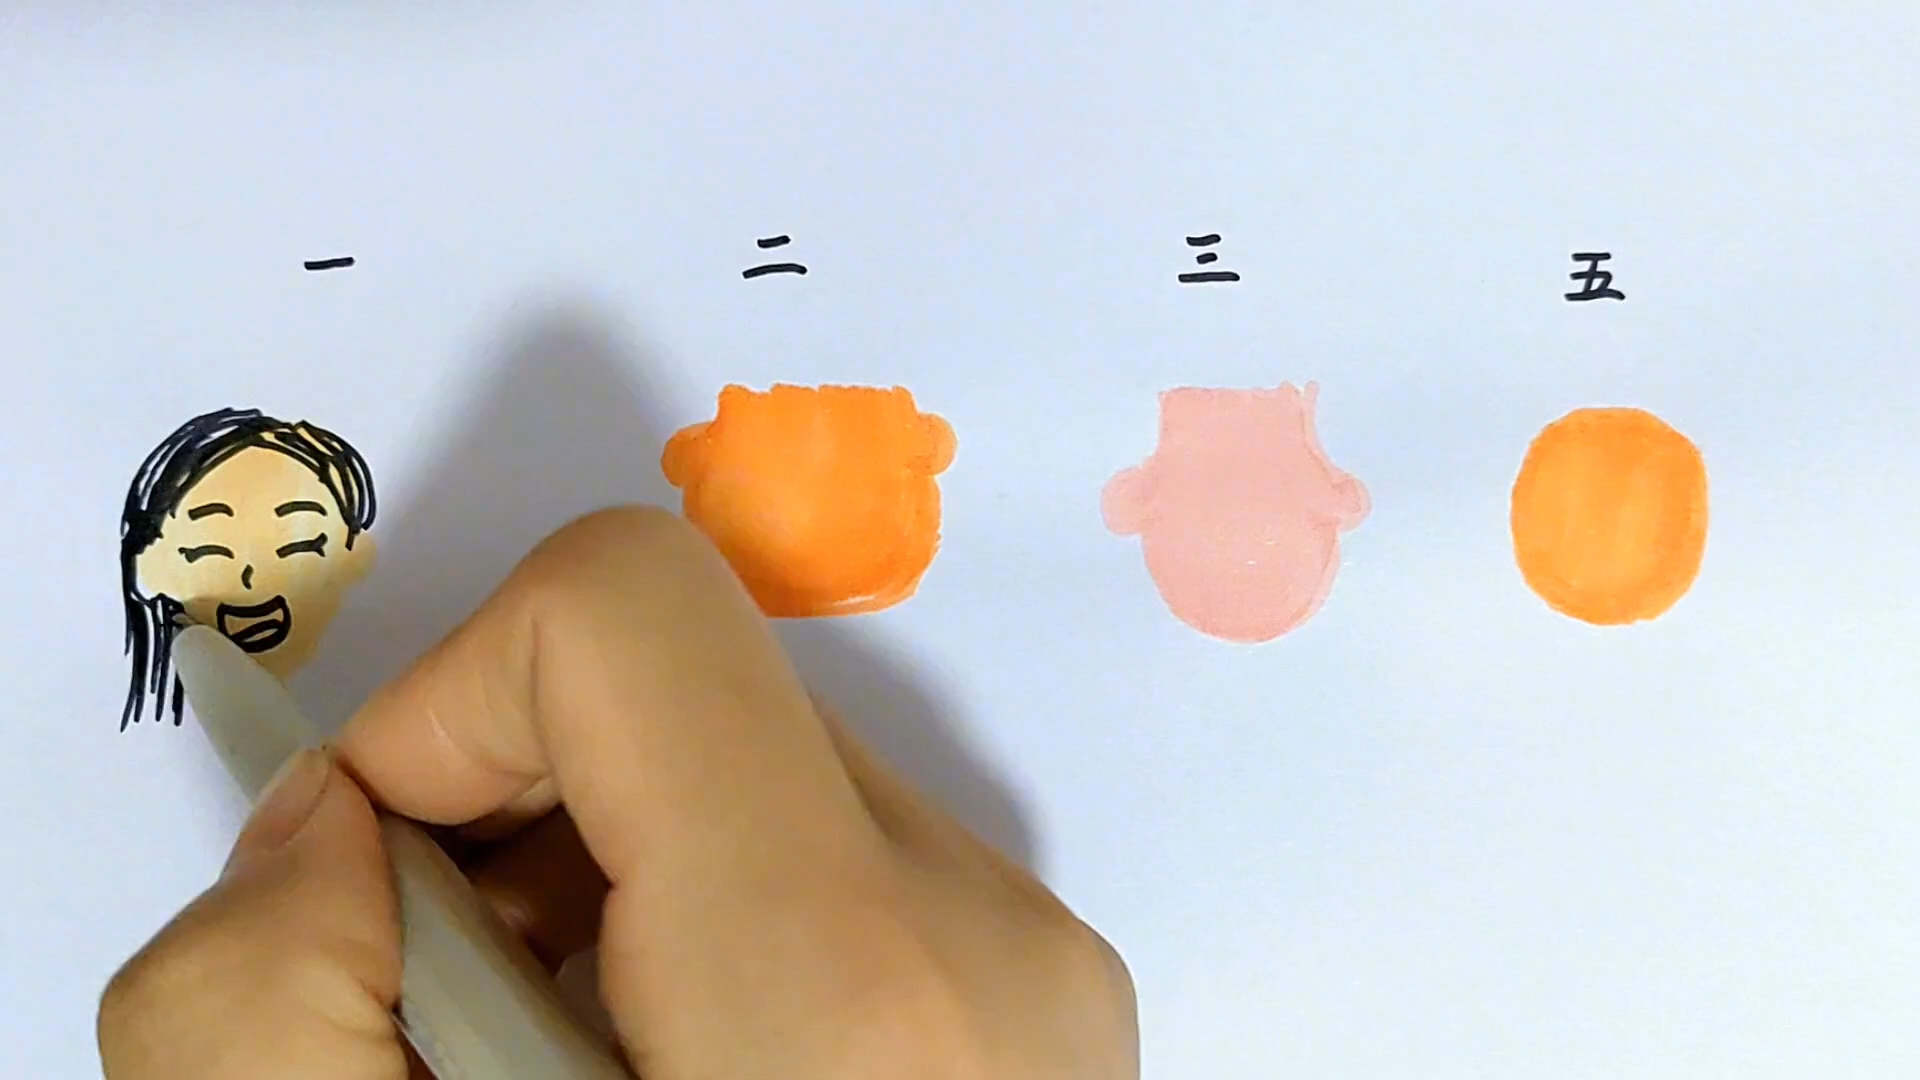 一 二 三 五